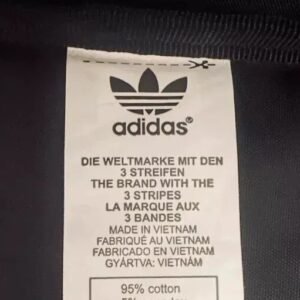 adidas®
DIE WELTMARKE MIT DEN
3 STREIFEN
THE BRAND WITH THE
3 STRIPES
LA MARQUE AUX
3 BANDES
MADE IN VIETNAM
FABRIQUÉ AU VIETNAM
FABRICADO EN VIETNAM
GYÁRTVA: VIETNÁM
95% cotton